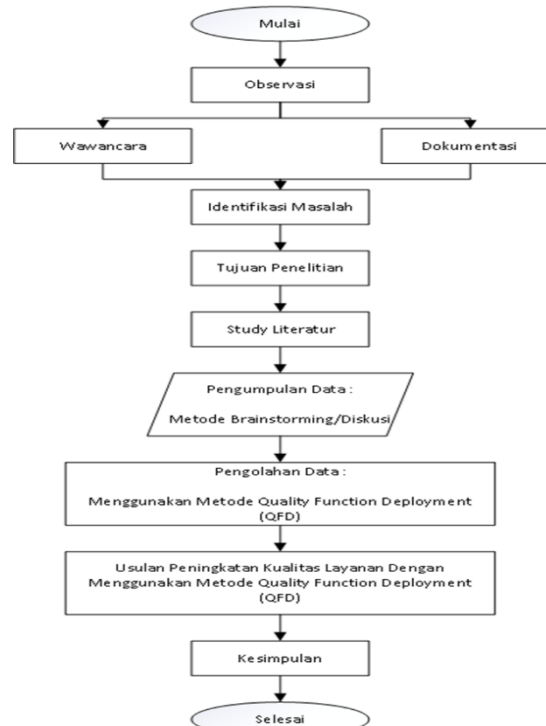 Mulai
Observasi
Wawancara
Dokumentasi
Identifikasi Masalah
Tujuan Penelitian
Study Literatur
Pengumpulan Data :
Metode Brainstorming/Diskusi
Pengolahan Data :
Menggunakan Metode Quality Function Deployment
(QFD)
Usulan Peningkatan Kualitas Layanan Dengan
Menggunakan Metode Quality Function Deployment
(QFD)
Kesimpulan
Selesai